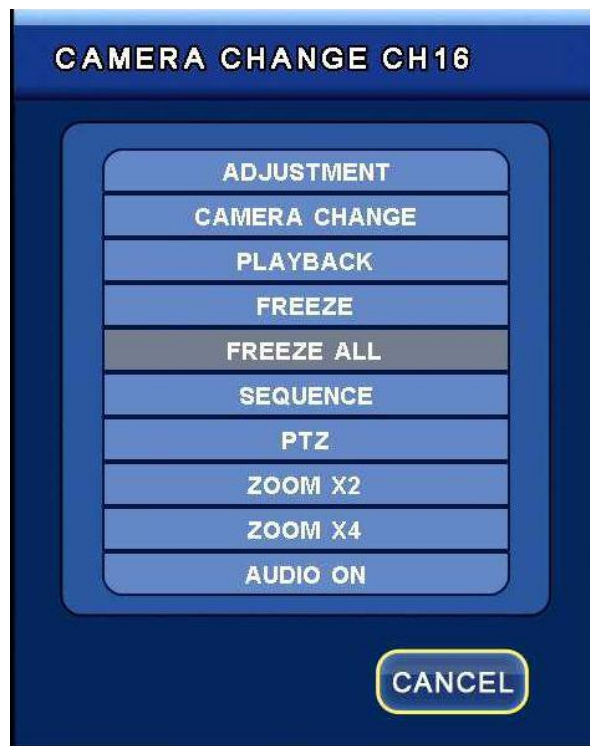 CAMERA CHANGE CH16
ADJUSTMENT
CAMERA CHANGE
PLAYBACK
FREEZE
FREEZE ALL
SEQUENCE
PTZ
ZOOM X2
ZOOM X4
AUDIO ON
CANCEL